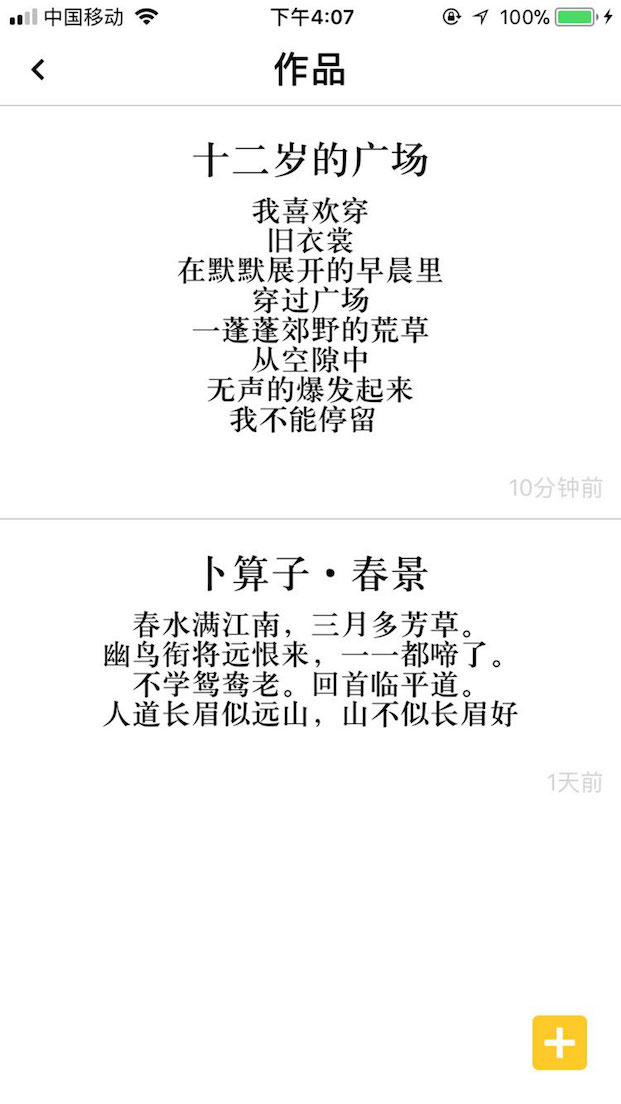 中国移动 下午4:07 100%
作品
十二岁的广场
我喜欢穿
旧衣裳
在默默展开的早晨里
穿过广场
一蓬蓬郊野的荒草
从空隙中
无声的爆发起来
我不能停留
10分钟前
卜算子·春景
春水满江南，三月多芳草。
幽鸟衔将远恨来，一一都啼了。
不学鸳鸯老。回首临平道。
人道长眉似远山，山不似长眉好
1天前